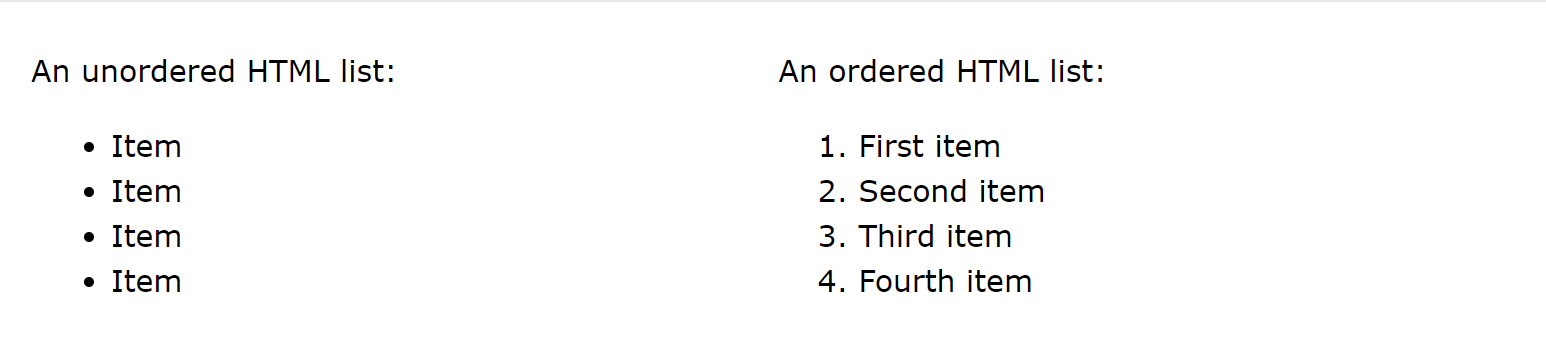 An unordered HTML list:
• Item
• Item
• Item
• Item
An ordered HTML list:
1. First item
2. Second item
3. Third item
4. Fourth item